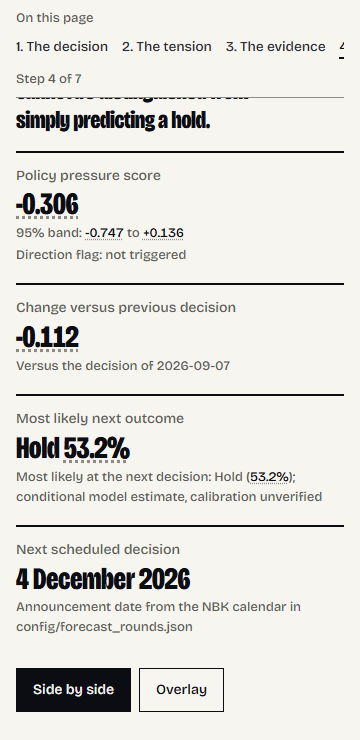 On this page
1. The decision 2. The tension 3. The evidence 4
Step 4 of 7
simply predicting a hold.
Policy pressure score
-0.306
95% band: -0.747 to +0.136
Direction flag: not triggered
Change versus previous decision
-0.112
Versus the decision of 2026-09-07
Most likely next outcome
Hold 53.2%
Most likely at the next decision: Hold (53.2%);
conditional model estimate, calibration unverified
Next scheduled decision
4 December 2026
Announcement date from the NBK calendar in
config/forecast_rounds.json
Side by side Overlay